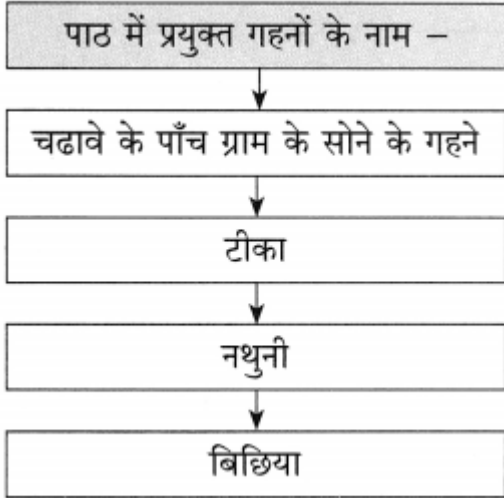 पाठ में प्रयुक्त गहनों के नाम –
चढावे के पाँच ग्राम के सोने के गहने
टीका
नथुनी
बिछिया